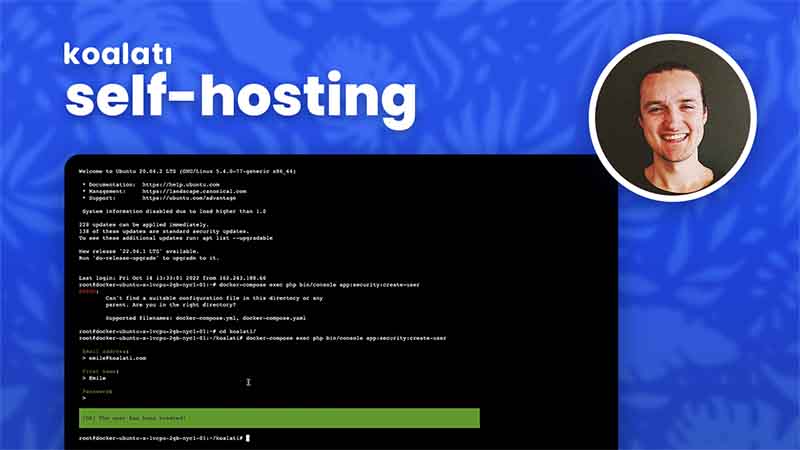 koalati
self-hosting
Welcome to Ubuntu 20.04.2 LTS (GNU/Linux 5.4.0-77-generic x86_64)
* Documentation: https://help.ubuntu.com
* Management: https://landscape.canonical.com
* Support: https://ubuntu.com/advantage
System information disabled due to load higher than 1.0
228 updates can be applied immediately.
138 of these updates are standard security updates.
To see these additional updates run: apt list --upgradable
New release '22.04.1 LTS' available.
Run 'do-release-upgrade' to upgrade to it.
Last login: Fri Oct 14 13:33:01 2022 from 162.243.188.66
root@docker-ubuntu-s-1vcpu-2gb-nyc1-01:~# docker-compose exec php bin/console app:security:create-user
ERROR:
Can't find a suitable configuration file in this directory or any
parent. Are you in the right directory?
Supported filenames: docker-compose.yml, docker-compose.yaml
root@docker-ubuntu-s-1vcpu-2gb-nyc1-01:~# cd koalati/
root@docker-ubuntu-s-1vcpu-2gb-nyc1-01:~/koalati# docker-compose exec php bin/console app:security:create-user
Email address:
> emile@koalati.com
First name:
> Emile
Password:
>
[OK] The user has been created!
root@docker-ubuntu-s-1vcpu-2gb-nyc1-01:~/koalati#